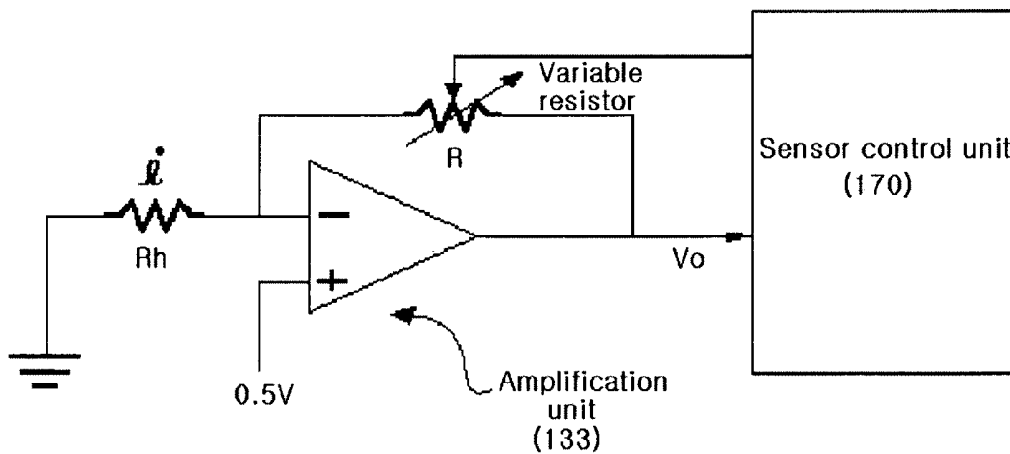 Variable
resistor
R
i
Rh
−
+
0.5V
Vo
Amplification
unit
(133)
Sensor control unit
(170)